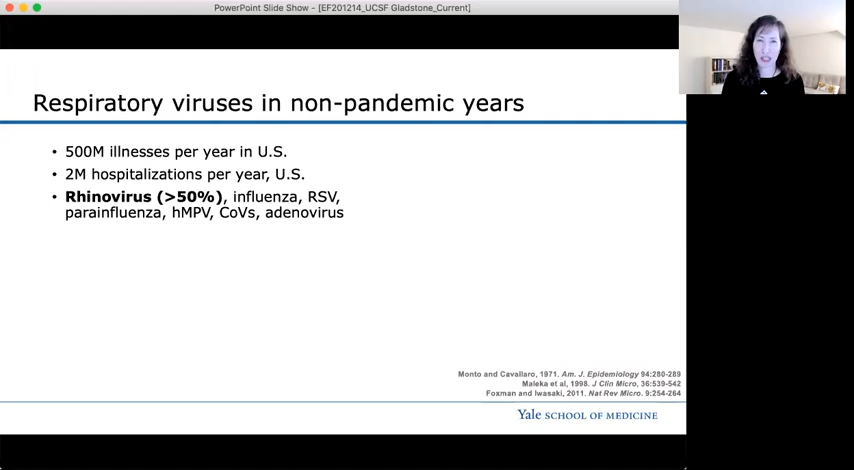 PowerPoint Slide Show - [EF201214_UCSF Gladstone_Current]
Respiratory viruses in non-pandemic years
• 500M illnesses per year in U.S.
• 2M hospitalizations per year, U.S.
• Rhinovirus (>50%), influenza, RSV,
parainfluenza, hMPV, CoVs, adenovirus
Monto and Cavallaro, 1971. Am. J. Epidemiology 94:280-289
Maleka et al, 1998. J Clin Micro, 36:539-542
Foxman and Iwasaki, 2011. Nat Rev Micro. 9:254-264
Yale SCHOOL OF MEDICINE